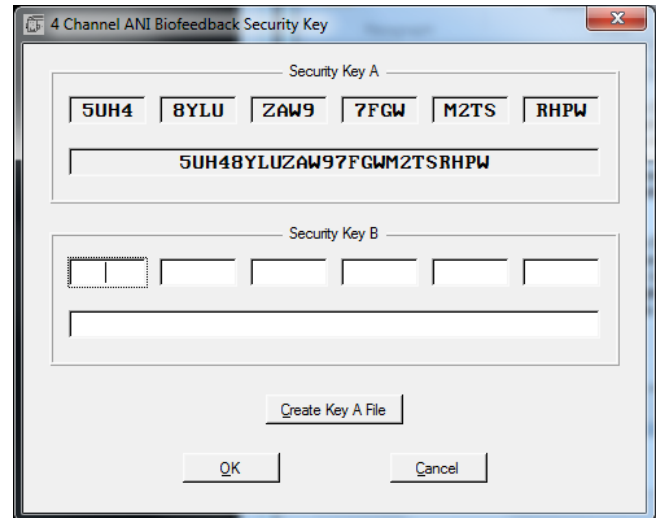 4 Channel ANI Biofeedback Security Key
Security Key A
5UH4 8YLU ZAW9 7FGW M2TS RHPW
5UH48YLUZAW97FGWM2TSRHPW
Security Key B
Create Key A File
OK Cancel